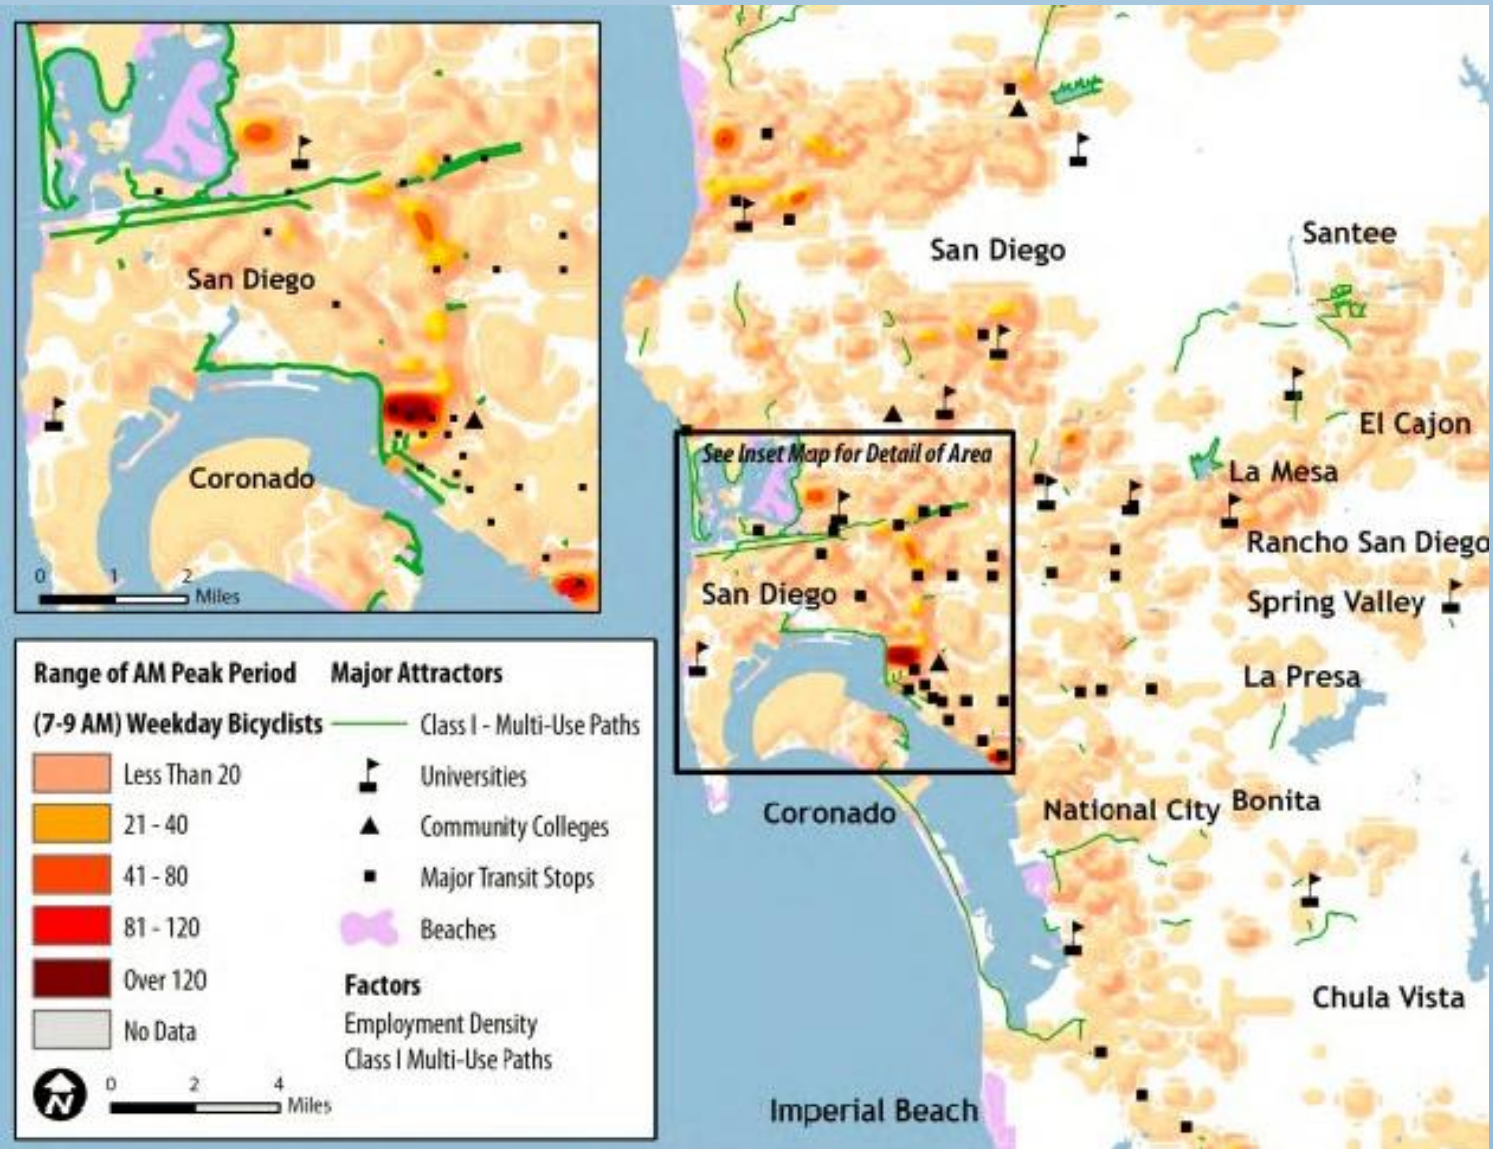 San Diego
Coronado
0 1 2
Miles
Range of AM Peak Period
(7-9 AM) Weekday Bicyclists
Less Than 20
21 - 40
41 - 80
81 - 120
Over 120
No Data
N
0 2 4
Miles
Major Attractors
Class I - Multi-Use Paths
Universities
Community Colleges
Major Transit Stops
Beaches
Factors
Employment Density
Class I Multi-Use Paths
San Diego
Santee
El Cajon
See Inset Map for Detail of Area
La Mesa
Rancho San Diego
San Diego
Spring Valley
La Presa
Coronado
National City
Bonita
Chula Vista
Imperial Beach